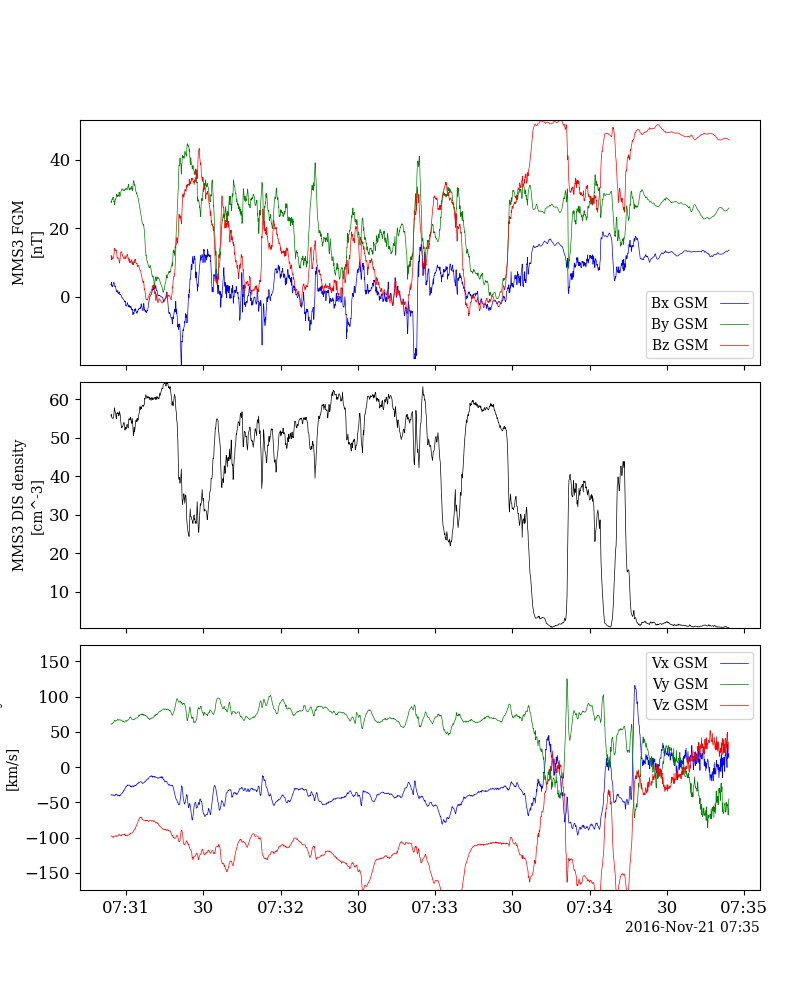 MMS3 FGM
[nT]
40
20
0
Bx GSM
By GSM
Bz GSM
MMS3 DIS density
[cm^-3]
60
50
40
30
20
10
[km/s]
150
100
50
0
−50
−100
−150
Vx GSM
Vy GSM
Vz GSM
07:31 30 07:32 30 07:33 30 07:34 30 07:35
2016-Nov-21 07:35